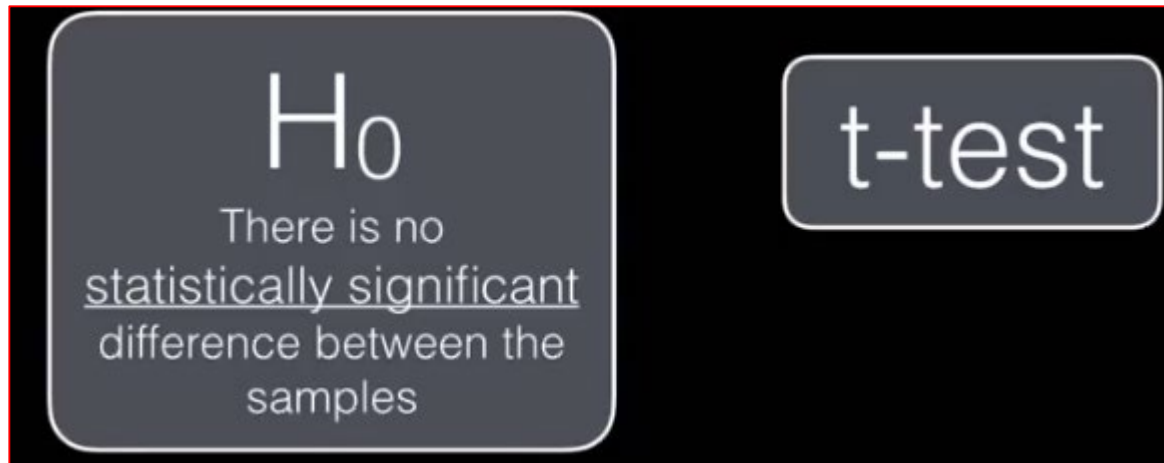 H₀
There is no
statistically significant
difference between the
samples
t-test